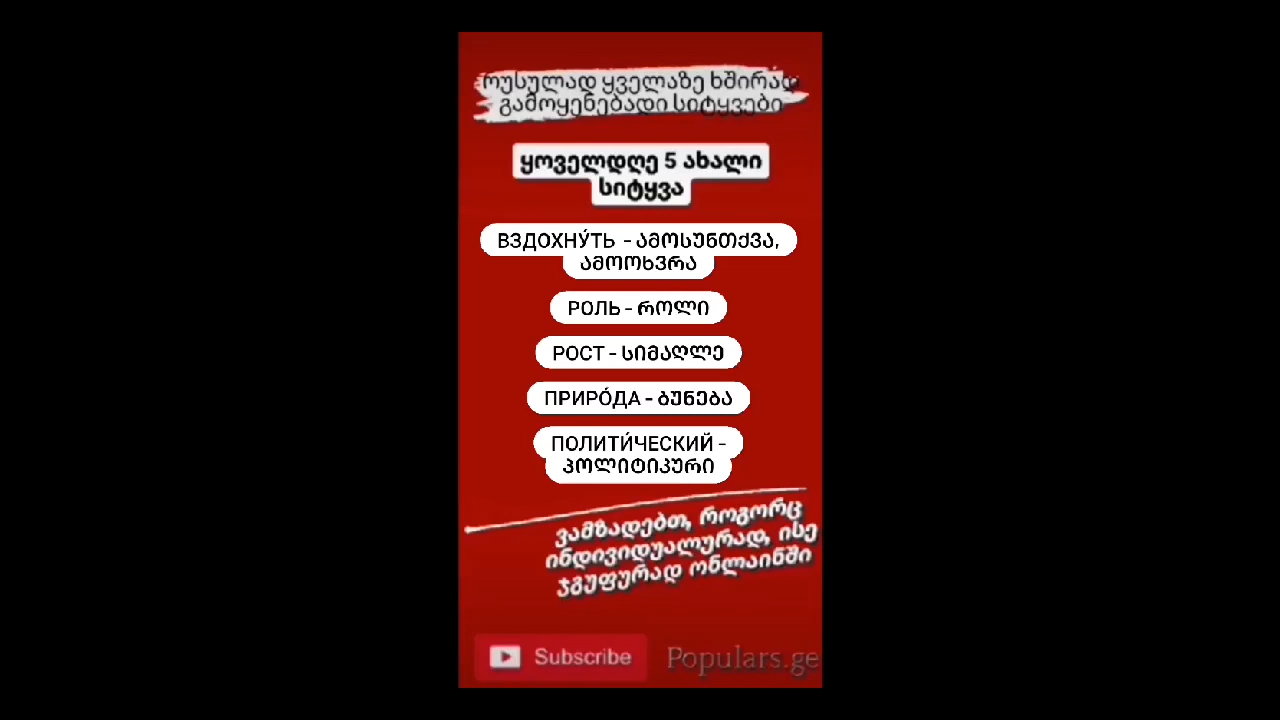 რუსულად ყველაზე ხშირად
გამოყენებადი სიტყვები
ყოველდღე 5 ახალი
სიტყვა
ВЗДОХНУ́ТЬ - ᲐᲛᲝᲡᲣᲜᲗᲥᲕᲐ,
ᲐᲛᲝᲝᲮᲕᲠᲐ
РОЛЬ - ᲠᲝᲚᲘ
РОСТ - ᲡᲘᲛᲐᲦᲚᲔ
ПРИРО́ДА - ᲑᲣᲜᲔᲑᲐ
ПОЛИТИ́ЧЕСКИЙ -
ᲞᲝᲚᲘᲢᲘᲙᲣᲠᲘ
ვამზადებთ, როგორც
ინდივიდუალურად, ისე
ჯგუფურად ონლაინში
Subscribe
Populars.ge